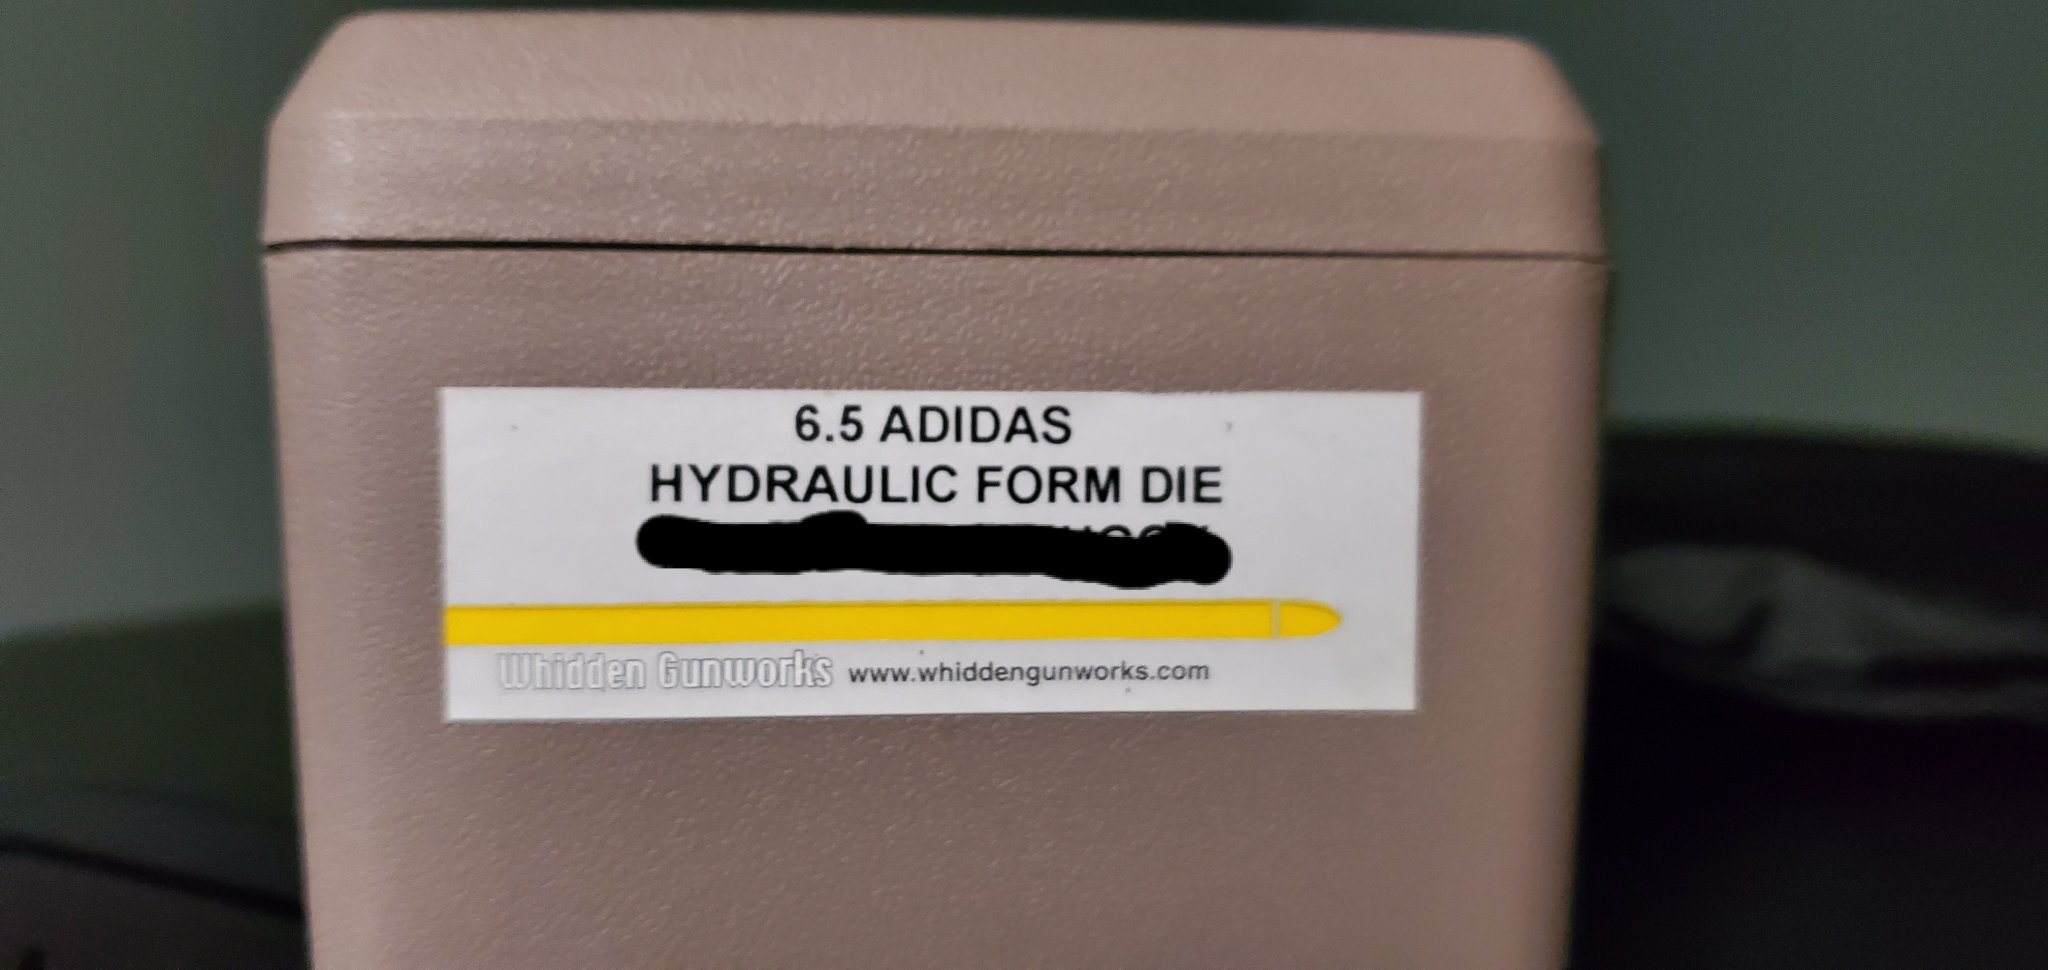 6.5 ADIDAS
HYDRAULIC FORM DIE
Whidden Gunworks www.whiddengunworks.com